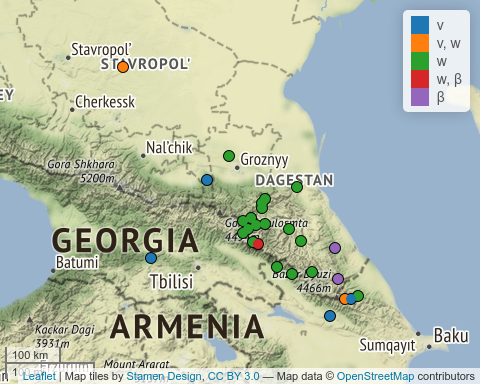 v
v, w
w
w, β
β
Stavropol'
STAVROPOL'
EY
Cherkessk
Nal'chik
Groznyy
Gora Shkhara
5200m
DAGESTAN
GEORGIA
Batumi
Tbilisi
4466m
Kackar Dagi
3931m
ARMENIA
Baku
Sumqayıt
100 km
Mount Ararat
Leaflet | Map tiles by Stamen Design, CC BY 3.0 — Map data © OpenStreetMap contributors